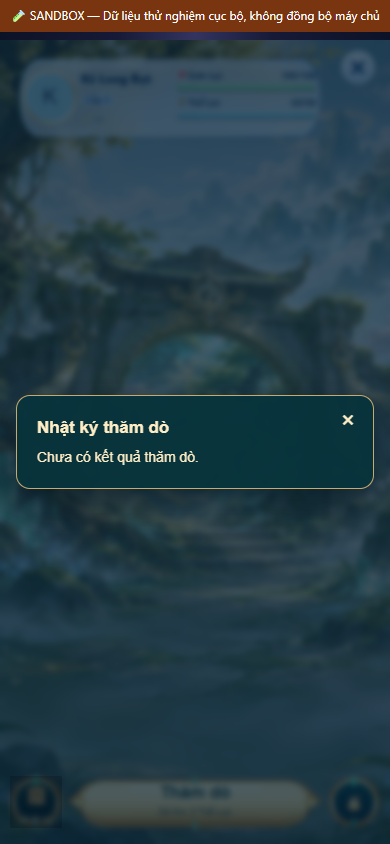 SANDBOX — Dữ liệu thử nghiệm cục bộ, không đồng bộ máy chủ
Nhật ký thăm dò
Chưa có kết quả thăm dò.
Thăm dò